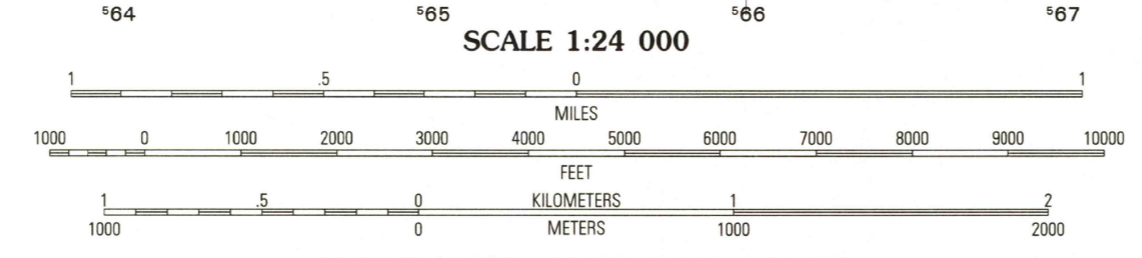 ⁵64 ⁵65 ⁵66 ⁵67
SCALE 1:24 000
1 .5 0 1
MILES
1000 0 1000 2000 3000 4000 5000 6000 7000 8000 9000 10000
FEET
1 .5 0 KILOMETERS 1 2
1000 0 METERS 1000 2000